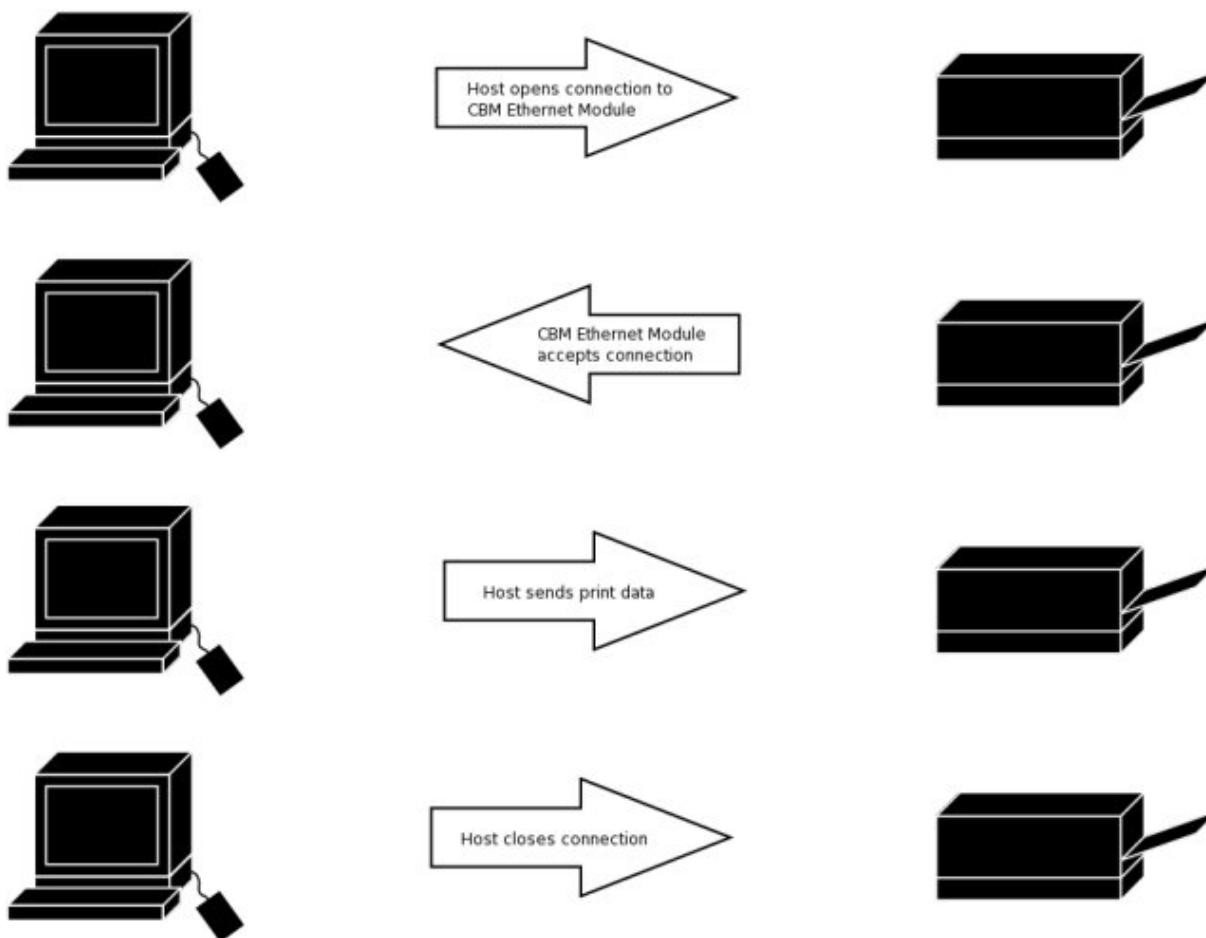 Host opens connection to
CBM Ethernet Module
CBM Ethernet Module
accepts connection
Host sends print data
Host closes connection